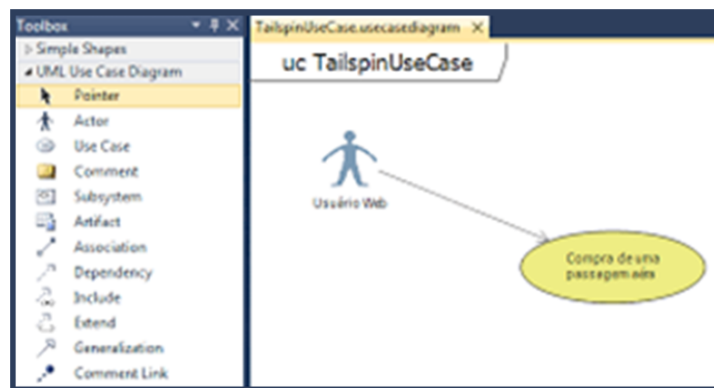 Toolbox
Simple Shapes
UML Use Case Diagram
Pointer
Actor
Use Case
Comment
Subsystem
Artifact
Association
Dependency
Include
Extend
Generalization
Comment Link
TailspinUseCase.usecasediagram
uc TailspinUseCase
Usuário Web
Compra de uma
passagem aéra